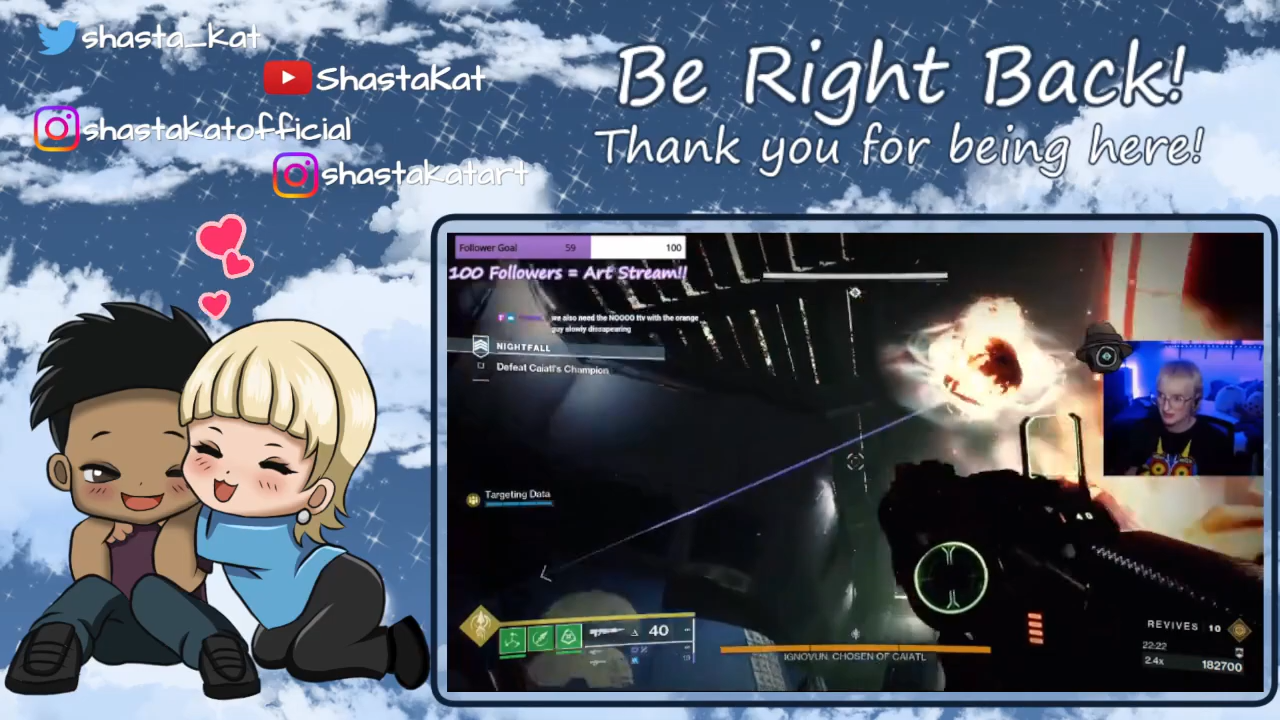 shasta_kat
ShastaKat
shastakatofficial
shastakatart
Be Right Back!
Thank you for being here!
Follower Goal 59 100
100 Followers = Art Stream!!
we also need the NOOOO ttv with the orange
guy slowly dissapearing
NIGHTFALL
Defeat Caiatl's Champion
Targeting Data
40
IGNOVUN, CHOSEN OF CAIATL
REVIVES 10
22:22
2.4x 182700